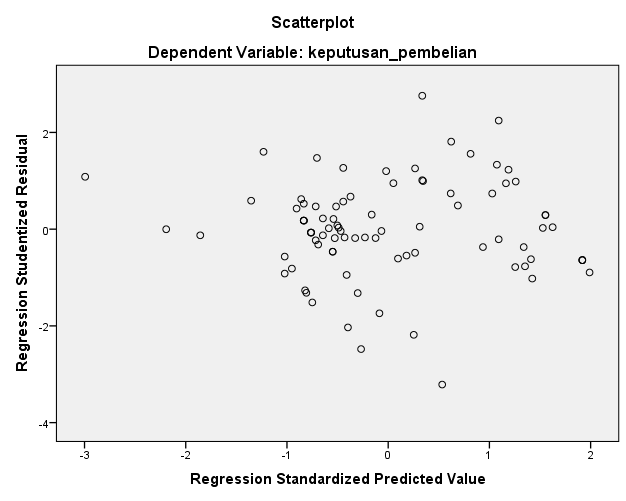 Scatterplot
Dependent Variable: keputusan_pembelian
Regression Studentized Residual
2
0
-2
-4
-3
-2
-1
0
1
2
Regression Standardized Predicted Value